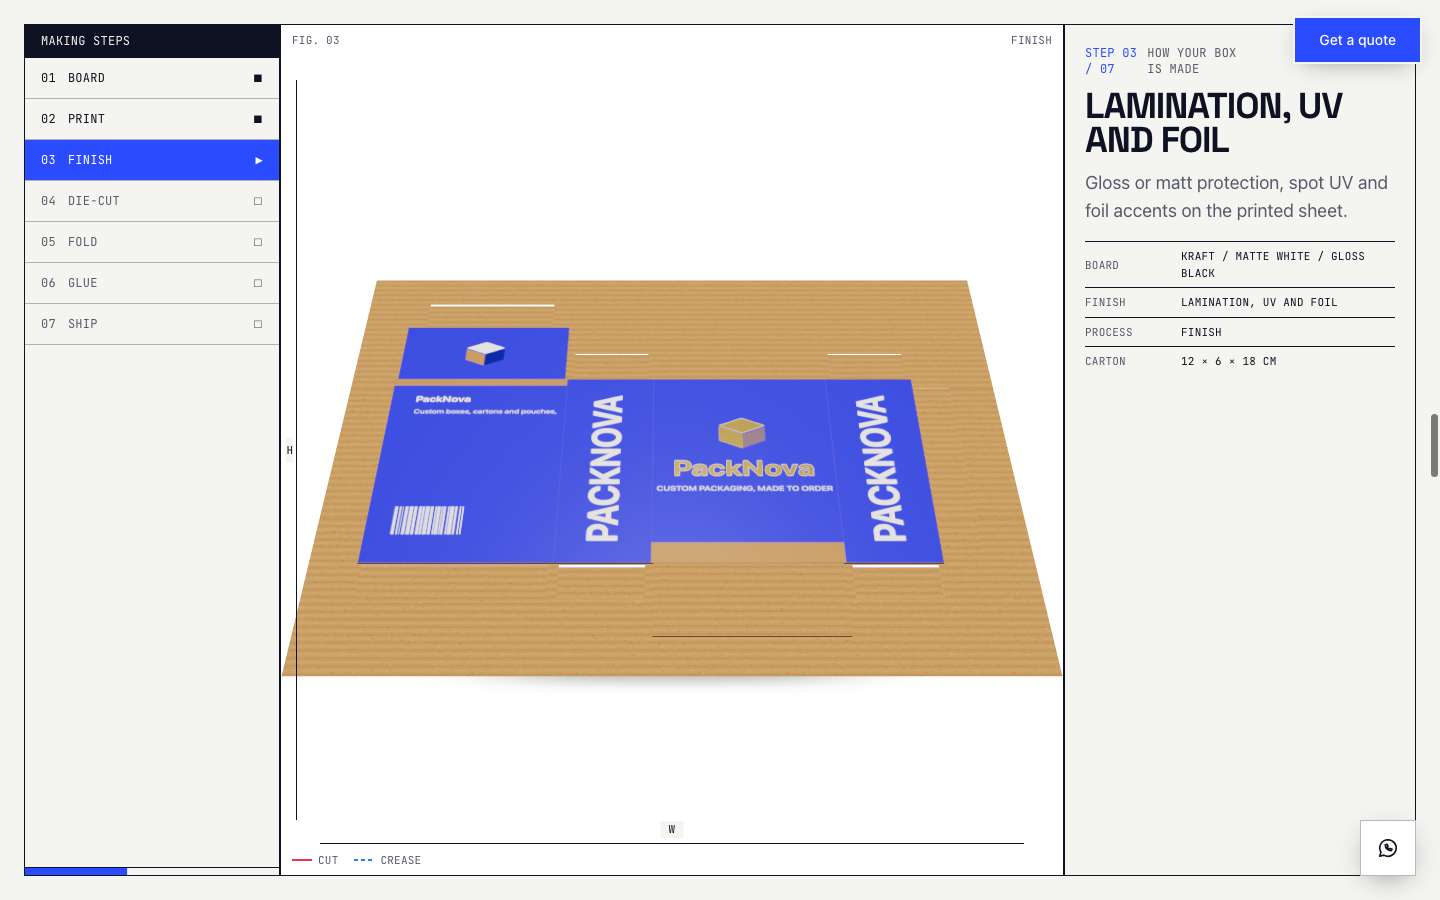 MAKING STEPS
01 BOARD
02 PRINT
03 FINISH
04 DIE-CUT
05 FOLD
06 GLUE
07 SHIP
FIG. 03
FINISH
PackNova
Custom boxes, cartons and pouches.
PACKNOVA
PackNova
CUSTOM PACKAGING, MADE TO ORDER
PACKNOVA
H
W
CUT
CREASE
Get a quote
STEP 03
/ 07
HOW YOUR BOX
IS MADE
LAMINATION, UV
AND FOIL
Gloss or matt protection, spot UV and
foil accents on the printed sheet.
BOARD
KRAFT / MATTE WHITE / GLOSS
BLACK
FINISH
LAMINATION, UV AND FOIL
PROCESS
FINISH
CARTON
12 × 6 × 18 CM